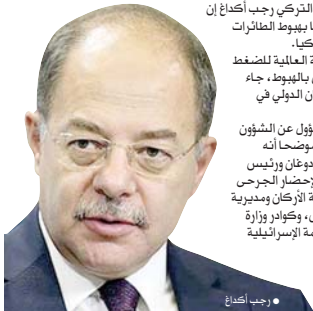 التركي رجب أكداغ إن
ا بهبوط الطائرات
كيا.
ة العالمية للضغط
بالهبوط، جاء
ن الدولي في
ؤول عن الشؤون
موضحا أنه
دوغان ورئيس
لإحضار الجرحى
ة الأركان ومديرية
، وكوادر وزارة
مة الإسرائيلية
● رجب أكداغ